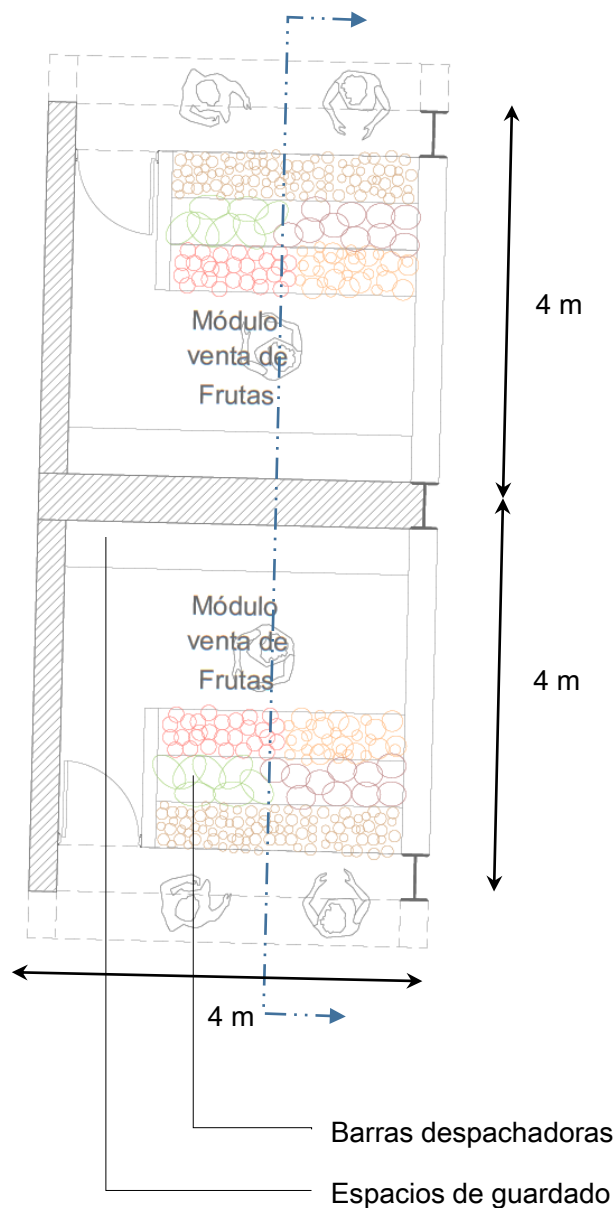 Módulo
venta de
Frutas
4 m
Módulo
venta de
Frutas
4 m
4 m
Barras despachadoras
Espacios de guardado